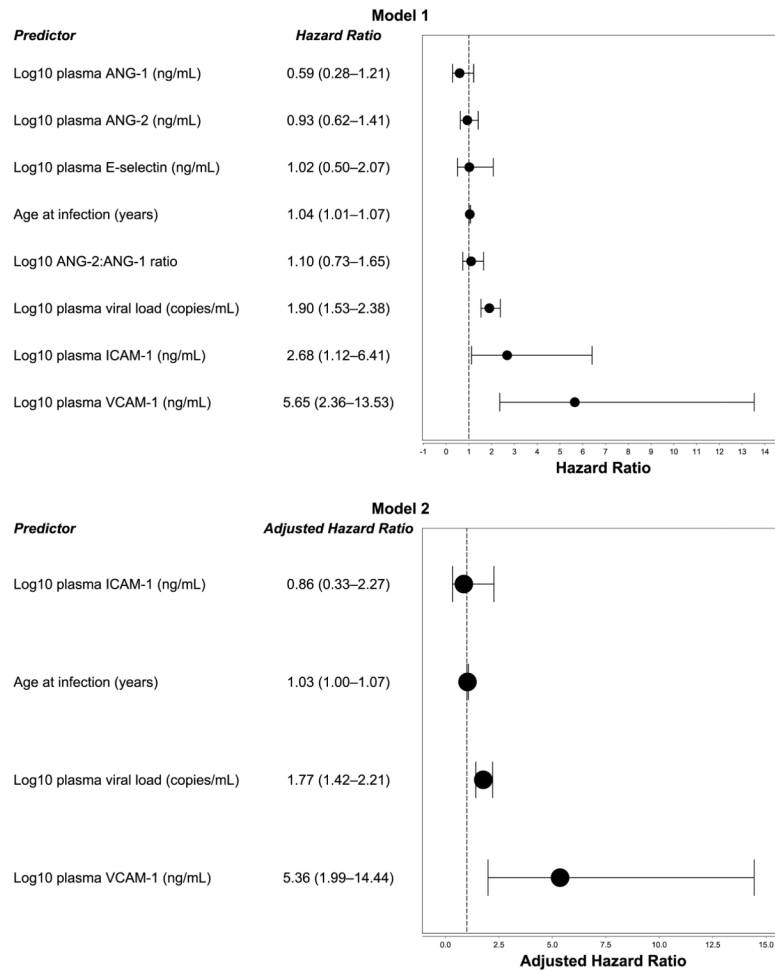 Model 1
Predictor Hazard Ratio
Log10 plasma ANG-1 (ng/mL) 0.59 (0.28–1.21)
Log10 plasma ANG-2 (ng/mL) 0.93 (0.62–1.41)
Log10 plasma E-selectin (ng/mL) 1.02 (0.50–2.07)
Age at infection (years) 1.04 (1.01–1.07)
Log10 ANG-2:ANG-1 ratio 1.10 (0.73–1.65)
Log10 plasma viral load (copies/mL) 1.90 (1.53–2.38)
Log10 plasma ICAM-1 (ng/mL) 2.68 (1.12–6.41)
Log10 plasma VCAM-1 (ng/mL) 5.65 (2.36–13.53)
-1 0 1 2 3 4 5 6 7 8 9 10 11 12 13 14
Hazard Ratio
Model 2
Predictor Adjusted Hazard Ratio
Log10 plasma ICAM-1 (ng/mL) 0.86 (0.33–2.27)
Age at infection (years) 1.03 (1.00–1.07)
Log10 plasma viral load (copies/mL) 1.77 (1.42–2.21)
Log10 plasma VCAM-1 (ng/mL) 5.36 (1.99–14.44)
0.0 2.5 5.0 7.5 10.0 12.5 15.0
Adjusted Hazard Ratio